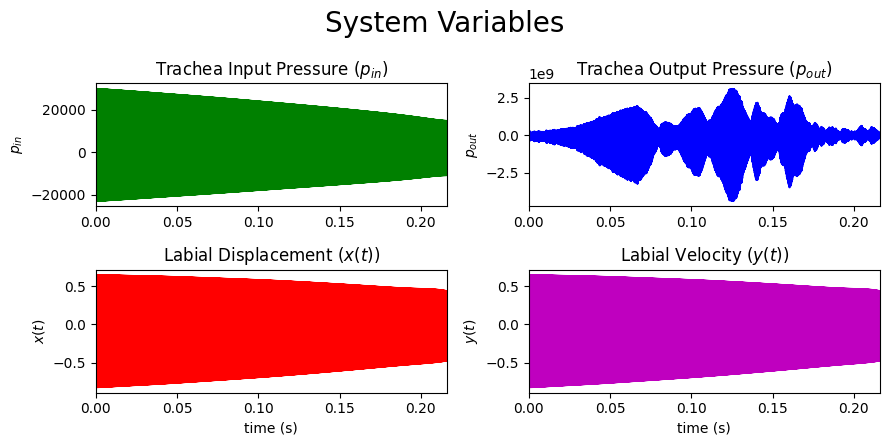 System Variables
Trachea Input Pressure (p_in)
Trachea Output Pressure (p_out)
1e9
p_in
20000
0
−20000
0.00 0.05 0.10 0.15 0.20
p_out
2.5
0.0
−2.5
0.00 0.05 0.10 0.15 0.20
Labial Displacement (x(t))
Labial Velocity (y(t))
x(t)
0.5
0.0
−0.5
0.00 0.05 0.10 0.15 0.20
time (s)
y(t)
0.5
0.0
−0.5
0.00 0.05 0.10 0.15 0.20
time (s)